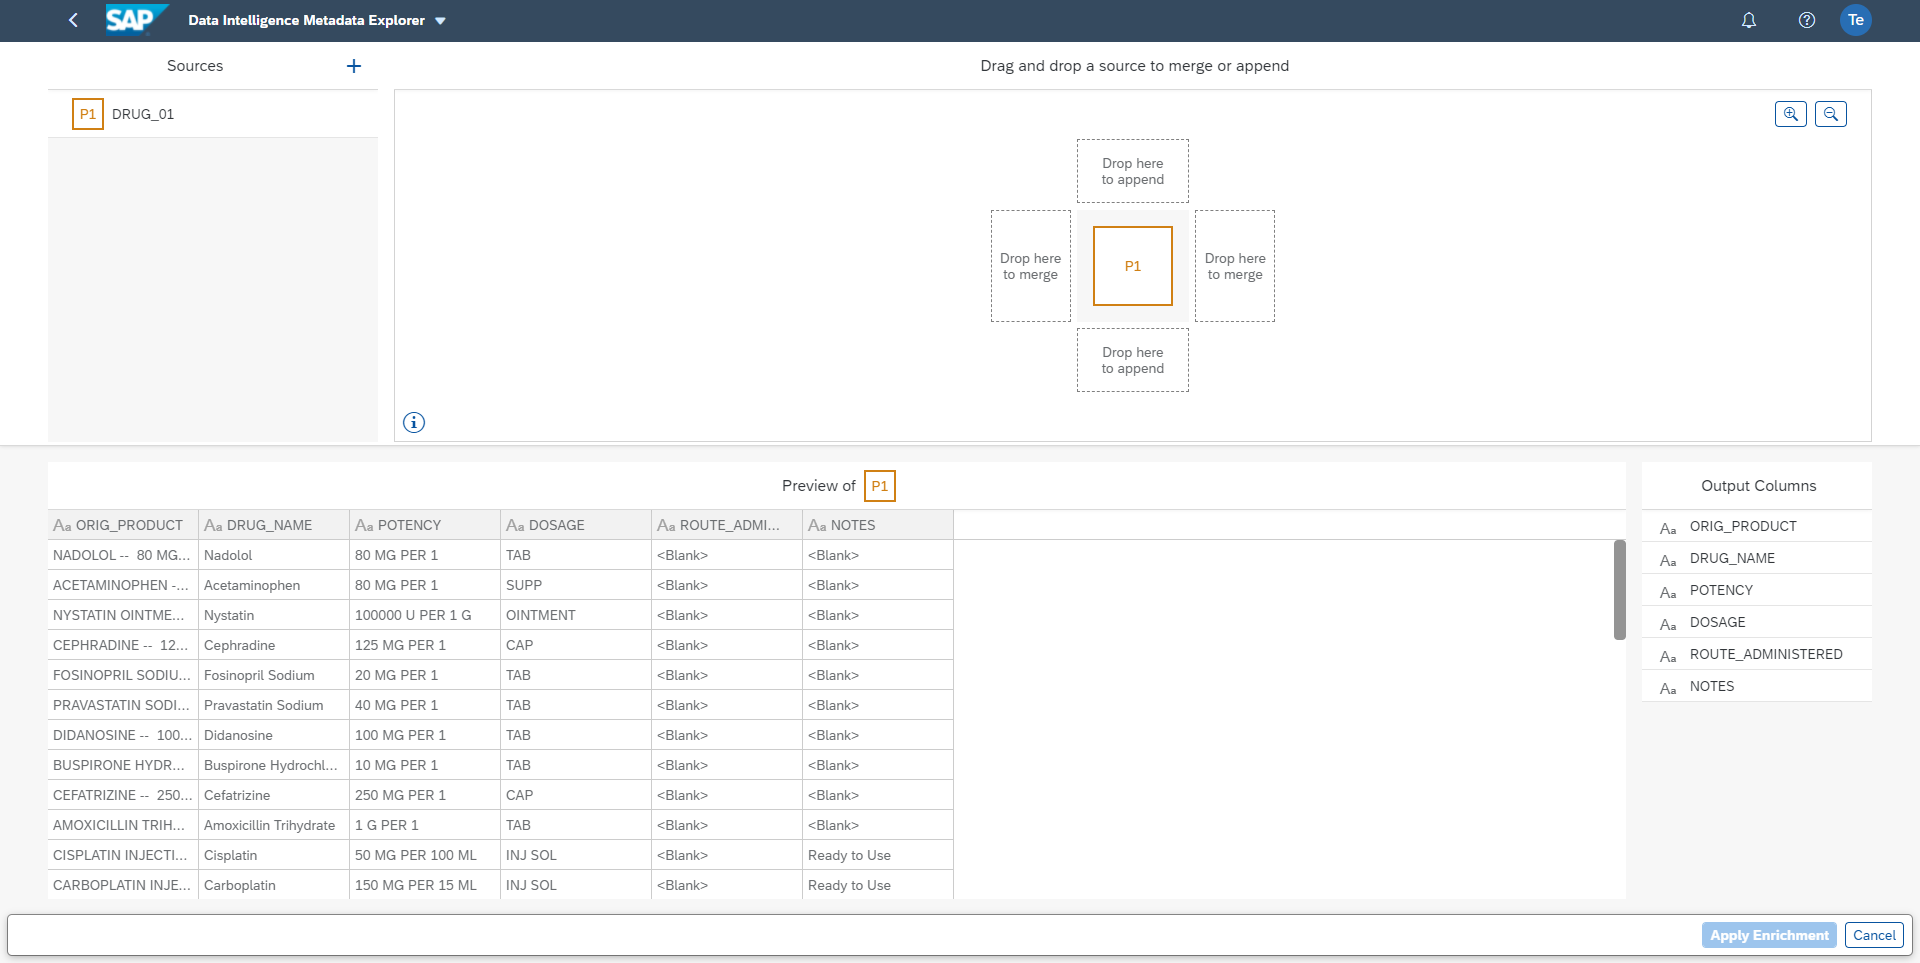 SAP Data Intelligence Metadata Explorer Te
Sources
Drag and drop a source to merge or append
P1 DRUG_01
Drop here
to append
Drop here
to merge
P1
Drop here
to merge
Drop here
to append
Preview of P1
Output Columns
Aa ORIG_PRODUCT Aa DRUG_NAME Aa POTENCY Aa DOSAGE Aa ROUTE_ADMI... Aa NOTES
NADOLOL -- 80 MG... Nadolol 80 MG PER 1 TAB <Blank> <Blank>
ACETAMINOPHEN -... Acetaminophen 80 MG PER 1 SUPP <Blank> <Blank>
NYSTATIN OINTME... Nystatin 100000 U PER 1 G OINTMENT <Blank> <Blank>
CEPHRADINE -- 12... Cephradine 125 MG PER 1 CAP <Blank> <Blank>
FOSINOPRIL SODIU... Fosinopril Sodium 20 MG PER 1 TAB <Blank> <Blank>
PRAVASTATIN SODI... Pravastatin Sodium 40 MG PER 1 TAB <Blank> <Blank>
DIDANOSINE -- 100... Didanosine 100 MG PER 1 TAB <Blank> <Blank>
BUSPIRONE HYDR... Buspirone Hydrochl... 10 MG PER 1 TAB <Blank> <Blank>
CEFATRIZINE -- 250... Cefatrizine 250 MG PER 1 CAP <Blank> <Blank>
AMOXICILLIN TRIH... Amoxicillin Trihydrate 1 G PER 1 TAB <Blank> <Blank>
CISPLATIN INJECTI... Cisplatin 50 MG PER 100 ML INJ SOL <Blank> Ready to Use
CARBOPLATIN INJE... Carboplatin 150 MG PER 15 ML INJ SOL <Blank> Ready to Use
Aa ORIG_PRODUCT
Aa DRUG_NAME
Aa POTENCY
Aa DOSAGE
Aa ROUTE_ADMINISTERED
Aa NOTES
Apply Enrichment Cancel